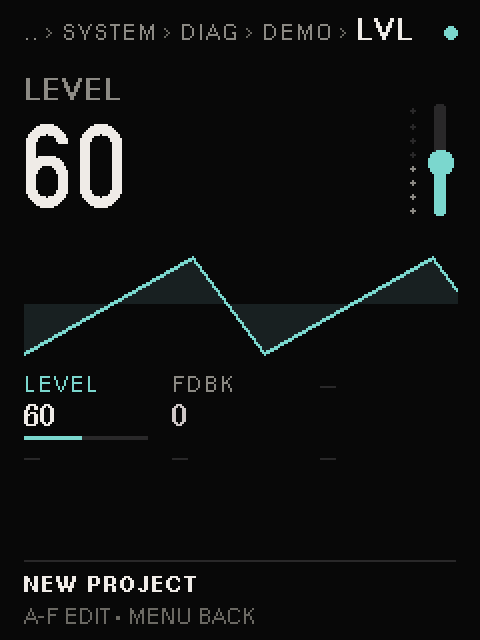 ..> SYSTEM> DIAG> DEMO> LVL
LEVEL
60
LEVEL FDBK —
60 0
— — —
NEW PROJECT
A-F EDIT· MENU BACK